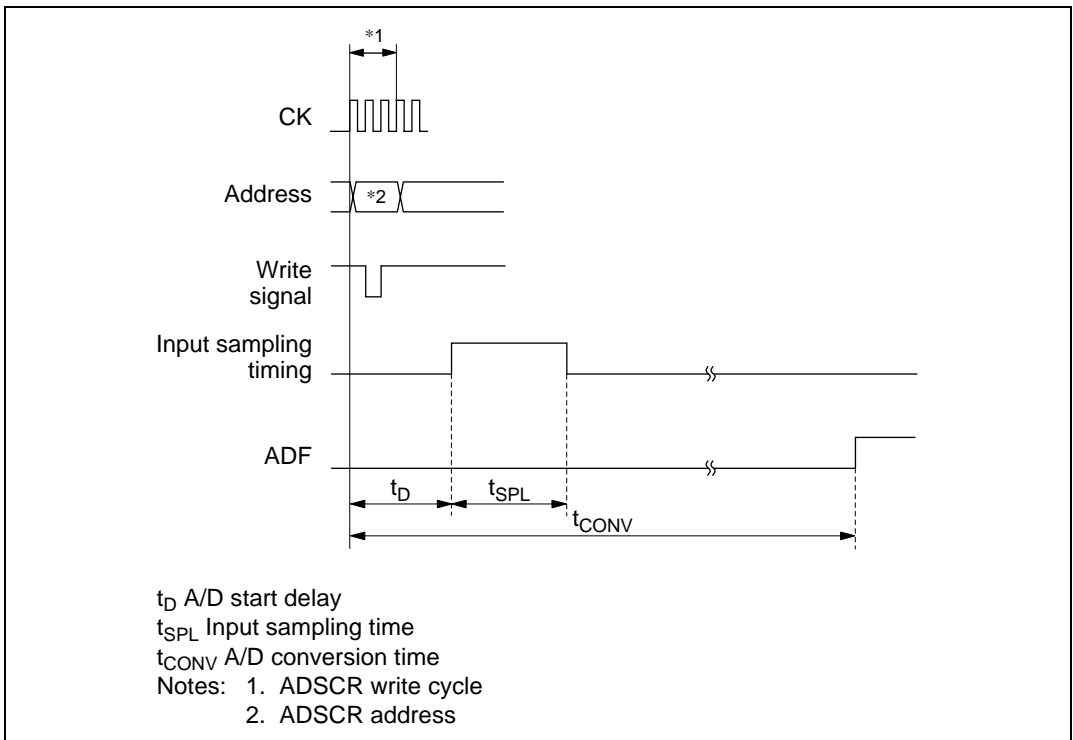 *1
CK
Address
*2
Write
signal
Input sampling
timing
ADF
tD
tSPL
tCONV
tD A/D start delay
tSPL Input sampling time
tCONV A/D conversion time
Notes: 1. ADSCR write cycle
2. ADSCR address